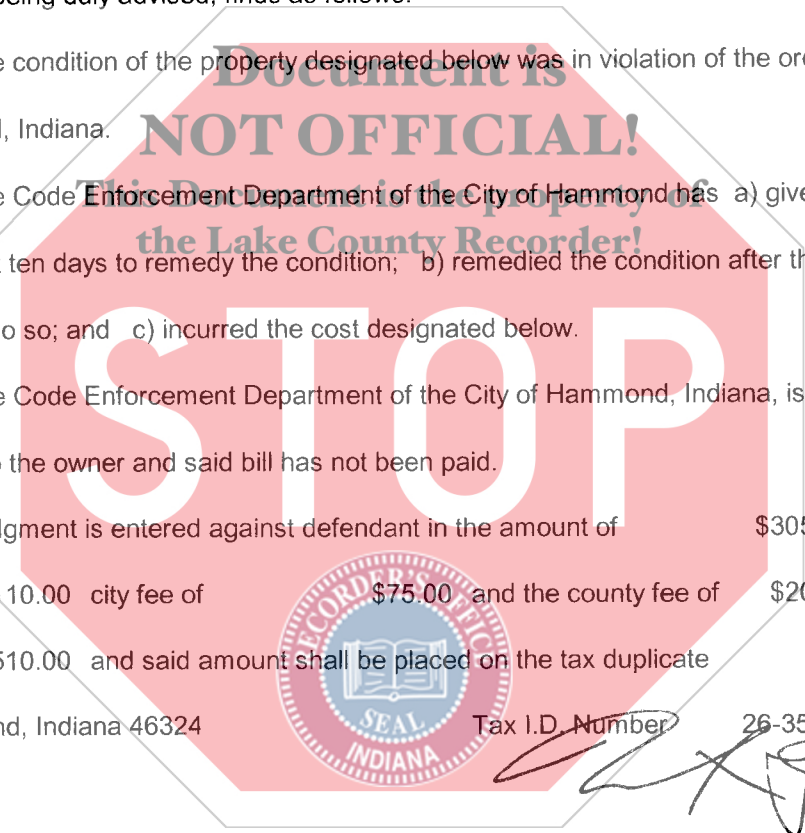 being duly advised, finds as follows:
e condition of the property designated below was in violation of the or
Document is
NOT OFFICIAL!
, Indiana.
e Code Enforcement Department of the City of Hammond has a) give
This Document is the property of
the Lake County Recorder!
ten days to remedy the condition; b) remedied the condition after th
o so; and c) incurred the cost designated below.
STOP
e Code Enforcement Department of the City of Hammond, Indiana, is
the owner and said bill has not been paid.
dgment is entered against defendant in the amount of $305
10.00 city fee of $75.00 and the county fee of $20
510.00 and said amount shall be placed on the tax duplicate
nd, Indiana 46324 Tax I.D. Number 26-35
RECORDER'S OFFICE
SEAL
INDIANA